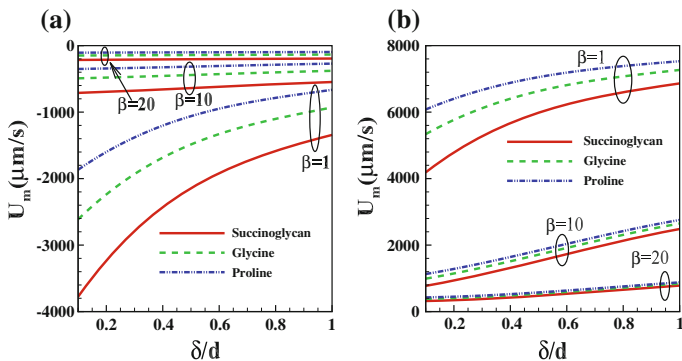 (a)
U_m(μm/s)
0
-1000
-2000
-3000
-4000
β=20
β=10
β=1
Succinoglycan
Glycine
Proline
0.2 0.4 0.6 0.8 1
δ/d
(b)
U_m(μm/s)
8000
6000
4000
2000
0
β=1
Succinoglycan
Glycine
Proline
β=10
β=20
0.2 0.4 0.6 0.8 1
δ/d